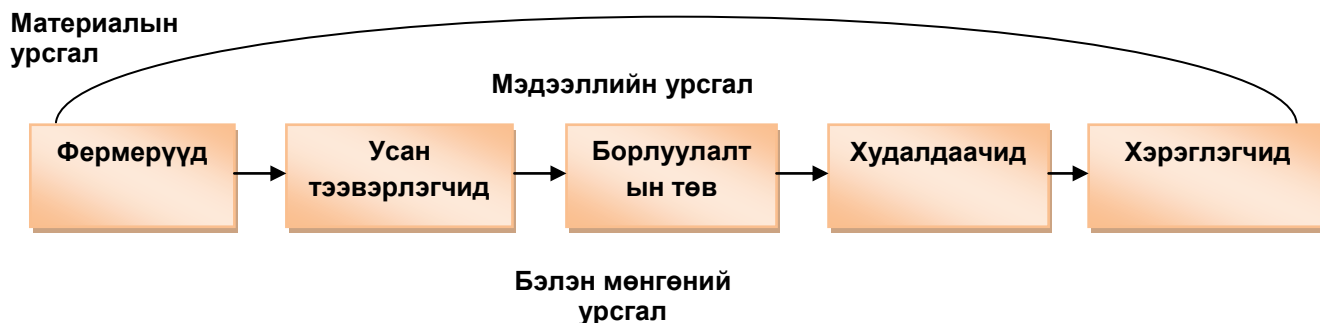 Материалын
урсгал
Мэдээллийн урсгал
Фермерүүд
Усан
тээвэрлэгчид
Борлуулалт
ын төв
Худалдаачид
Хэрэглэгчид
Бэлэн мөнгөний
урсгал